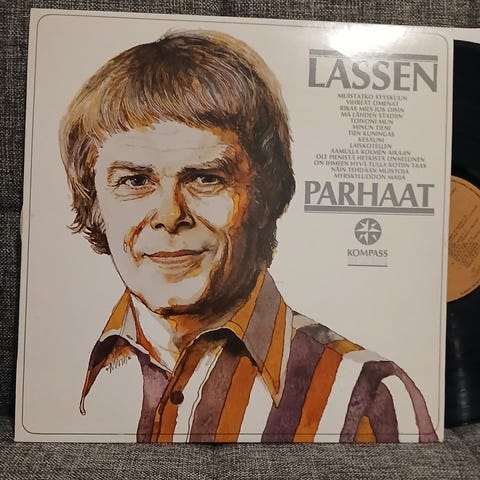 LASSEN
MUISTATKO SYYSKUUN
VIHREÄT OMENAT
RIKAS MIES JOS OISIN
MÄ LÄHDEN STADIIN
TOIVONI MUN
MINUN TIENI
TIEN KUNINGAS
KESÄUNI
LAISKOTELLEN
AAMULLA KOLMEN AIKAAN
OLE PIENISTÄ HETKISTÄ ONNELLINEN
ON IHMEEN HYVÄ TULLA KOTIIN TAAS
NÄIN TEHDÄÄN MUISTOJA
MYRSKYLUODON MAIJA
PARHAAT
KOMPASS